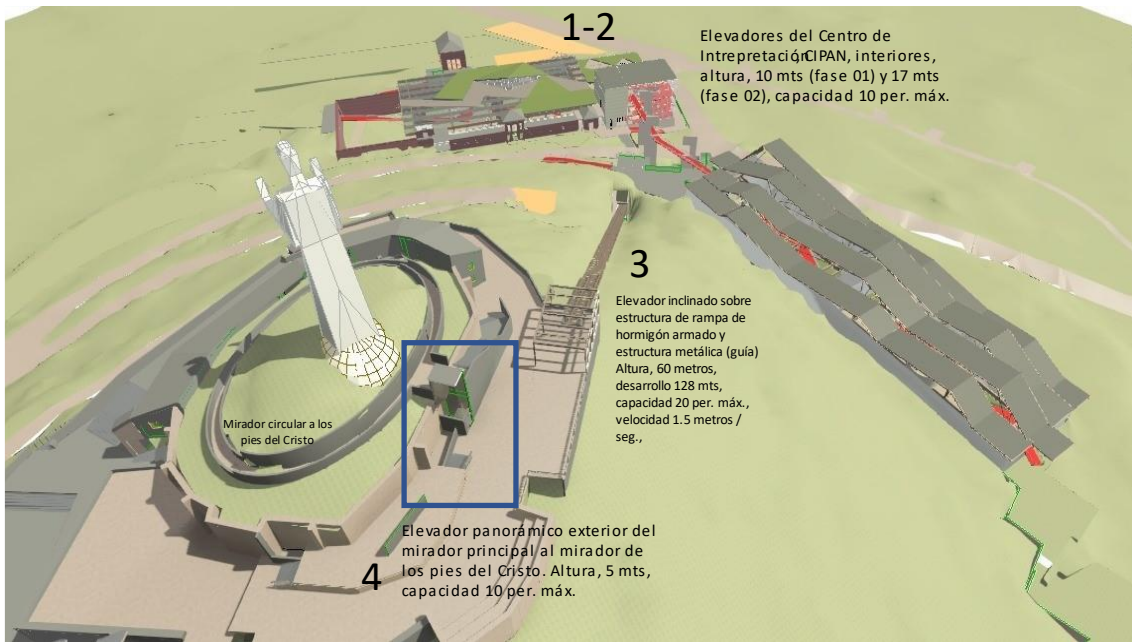 1-2
Elevadores del Centro de
Intrepretación,CIPAN, interiores,
altura, 10 mts (fase 01) y 17 mts
(fase 02), capacidad 10 per. máx.
3
Elevador inclinado sobre
estructura de rampa de
hormigón armado y
estructura metálica (guía)
Altura, 60 metros,
desarrollo 128 mts,
capacidad 20 per. máx.,
velocidad 1.5 metros /
seg.,
Mirador circular a los
pies del Cristo
4
Elevador panorámico exterior del
mirador principal al mirador de
los pies del Cristo. Altura, 5 mts,
capacidad 10 per. máx.